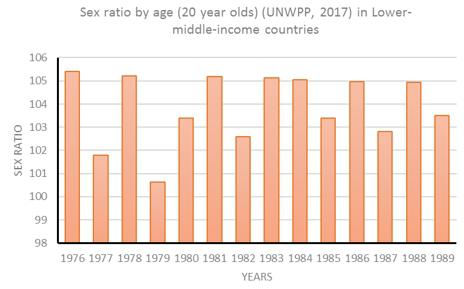 Sex ratio by age (20 year olds) (UNWPP, 2017) in Lower-
middle-income countries
106
105
104
103
102
101
100
99
98
SEX RATIO
1976 1977 1978 1979 1980 1981 1982 1983 1984 1985 1986 1987 1988 1989
YEARS